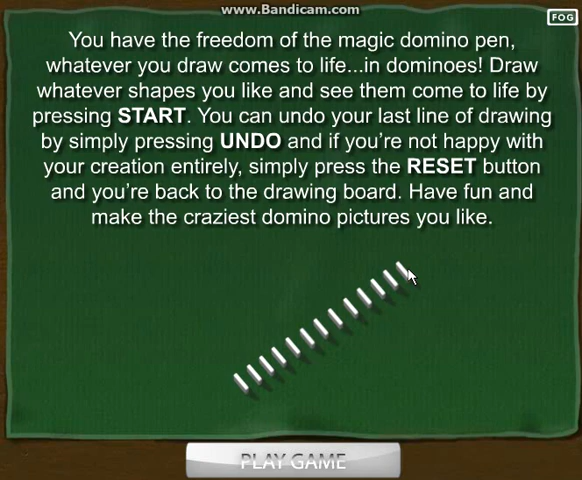 www.Bandicam.com
FOG
You have the freedom of the magic domino pen,
whatever you draw comes to life...in dominoes! Draw
whatever shapes you like and see them come to life by
pressing START. You can undo your last line of drawing
by simply pressing UNDO and if you're not happy with
your creation entirely, simply press the RESET button
and you're back to the drawing board. Have fun and
make the craziest domino pictures you like.
PLAY GAME